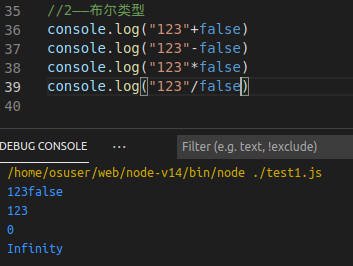 35 //2——布尔类型
36 console.log("123"+false)
37 console.log("123"-false)
38 console.log("123"*false)
39 console.log("123"/false)
40
DEBUG CONSOLE ··· Filter (e.g. text, !exclude)
/home/osuser/web/node-v14/bin/node ./test1.js
123false
123
0
Infinity